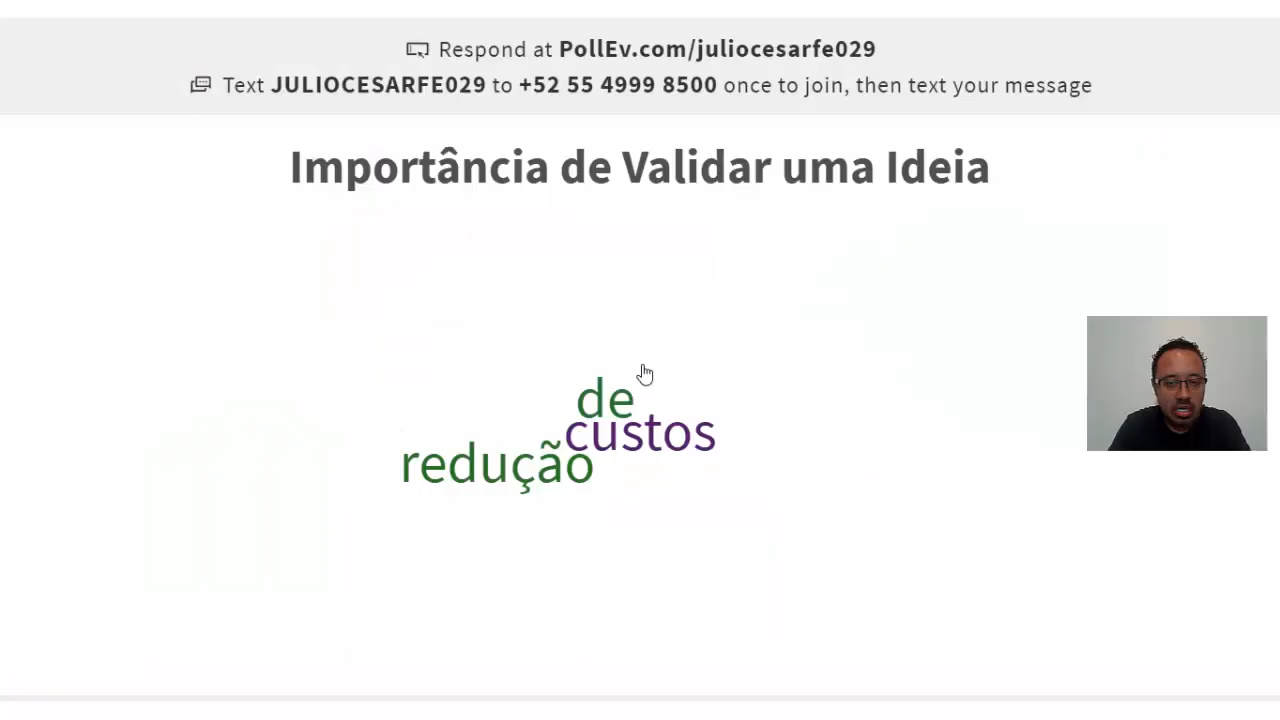 Respond at PollEv.com/juliocesarfe029
Text JULIOCESARFE029 to +52 55 4999 8500 once to join, then text your message
Importância de Validar uma Ideia
de
custos
redução